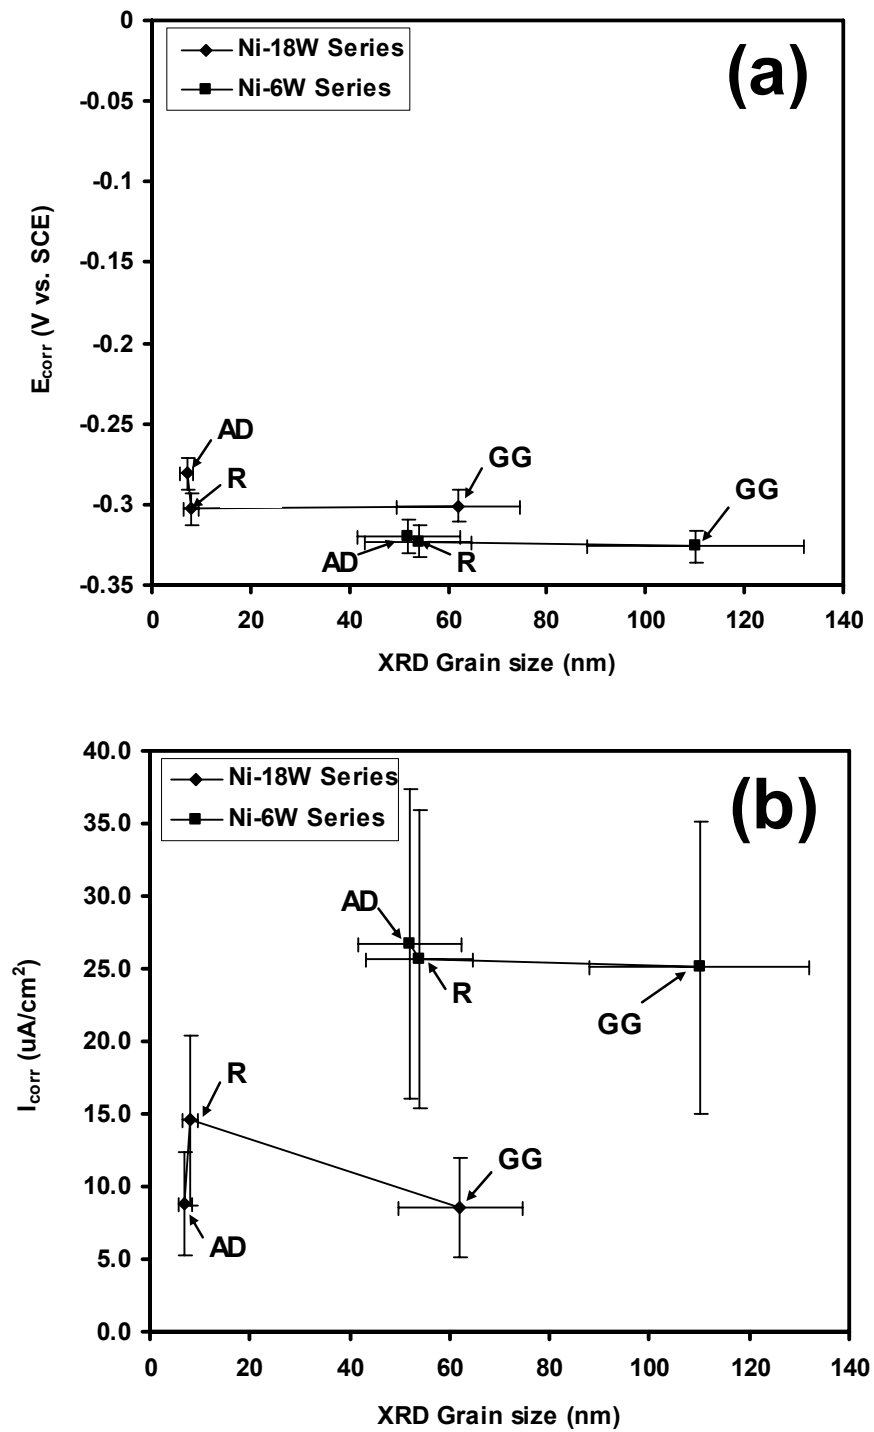 0
Ni-18W Series
Ni-6W Series
(a)
-0.05
-0.1
-0.15
-0.2
-0.25
-0.3
-0.35
E_corr (V vs. SCE)
AD
R
GG
GG
AD
R
0 20 40 60 80 100 120 140
XRD Grain size (nm)
40.0
Ni-18W Series
Ni-6W Series
(b)
35.0
30.0
25.0
20.0
15.0
10.0
5.0
0.0
I_corr (uA/cm²)
AD
R
GG
R
GG
AD
0 20 40 60 80 100 120 140
XRD Grain size (nm)